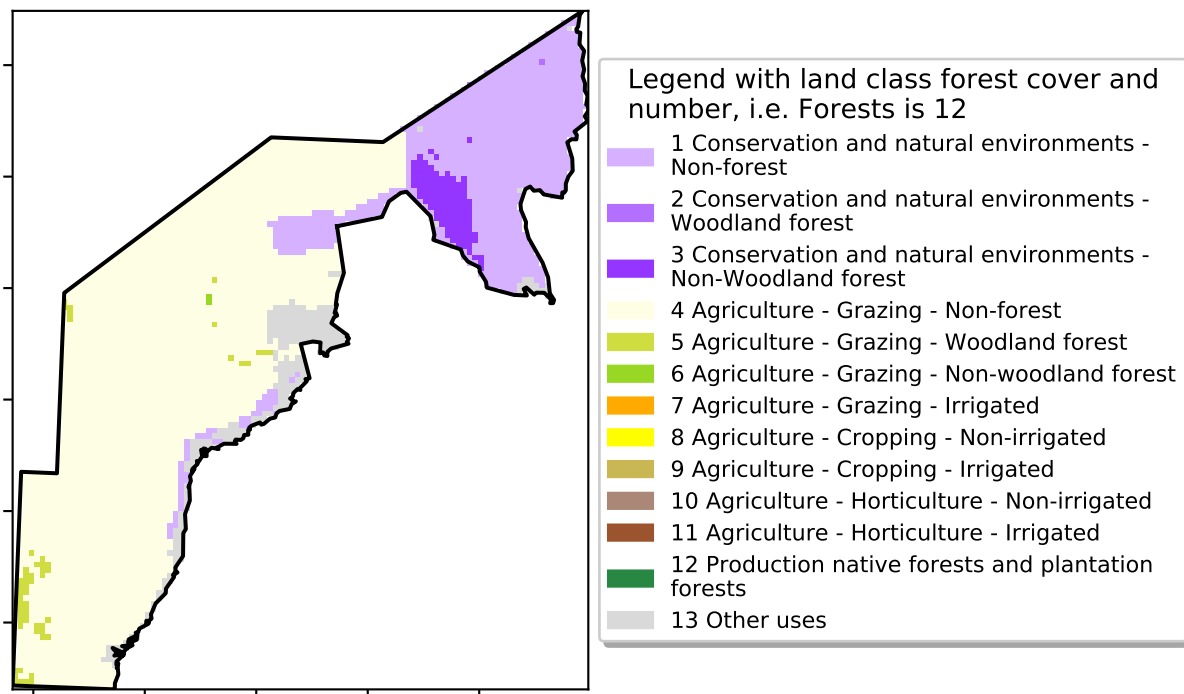 Legend with land class forest cover and
number, i.e. Forests is 12
1 Conservation and natural environments -
Non-forest
2 Conservation and natural environments -
Woodland forest
3 Conservation and natural environments -
Non-Woodland forest
4 Agriculture - Grazing - Non-forest
5 Agriculture - Grazing - Woodland forest
6 Agriculture - Grazing - Non-woodland forest
7 Agriculture - Grazing - Irrigated
8 Agriculture - Cropping - Non-irrigated
9 Agriculture - Cropping - Irrigated
10 Agriculture - Horticulture - Non-irrigated
11 Agriculture - Horticulture - Irrigated
12 Production native forests and plantation
forests
13 Other uses